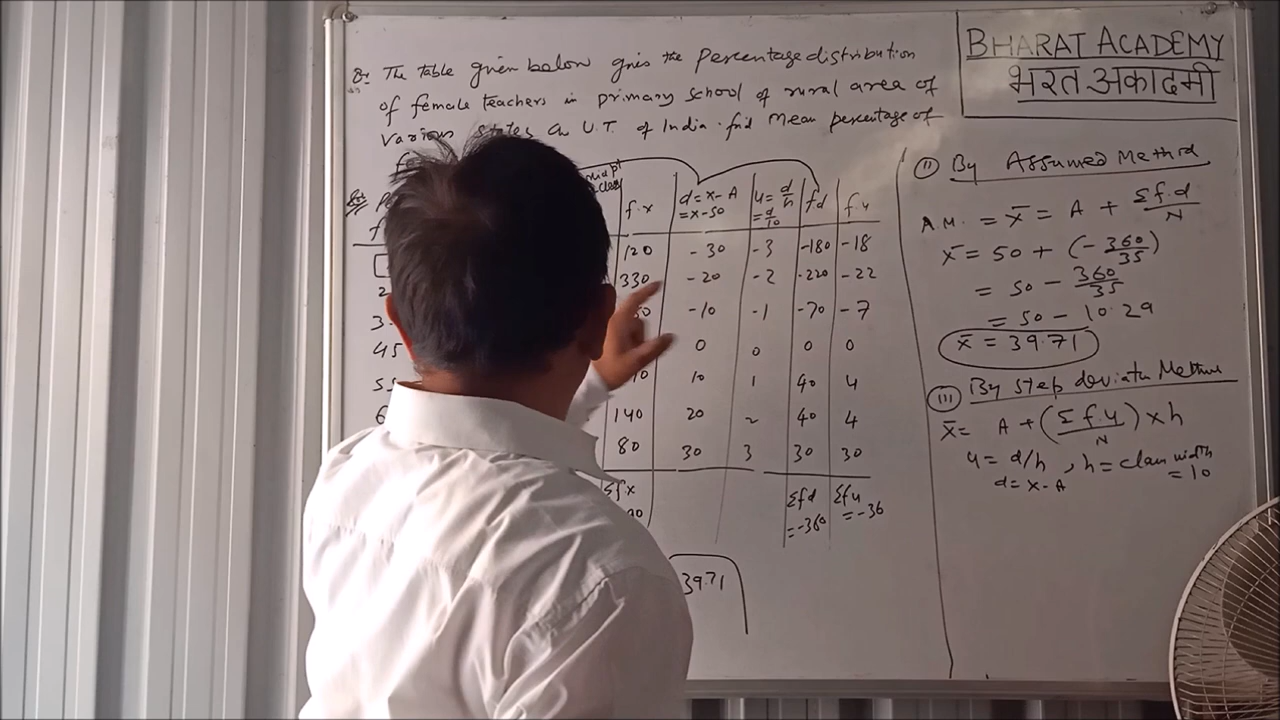 Q: The Table given below gives the Percentage distribution
of female teachers in primary school of rural area of
various states & U.T. of India. find Mean percentage of
BHARAT ACADEMY
भरत अकादमी
f.x d = x - A u = d/h fd f.u
= x - 50 = d/10
120 - 30 - 3 -180 -18
330 - 20 - 2 -220 - 22
- 10 - 1 - 70 - 7
45 0 0 0 0
55 10 1 40 4
140 20 2 40 4
80 30 3 30 30
Σf.x Σfd Σfu
= -360 = -36
39.71
(II) By Assumed Method
A.M. = x̄ = A + Σf.d/N
x̄ = 50 + (- 360/35)
= 50 - 360/35
= 50 - 10.29
x̄ = 39.71
(III) By Step deviatn Method
x̄ = A + (Σf.u/N) x h
u = d/h , h = class width
d = x - A = 10